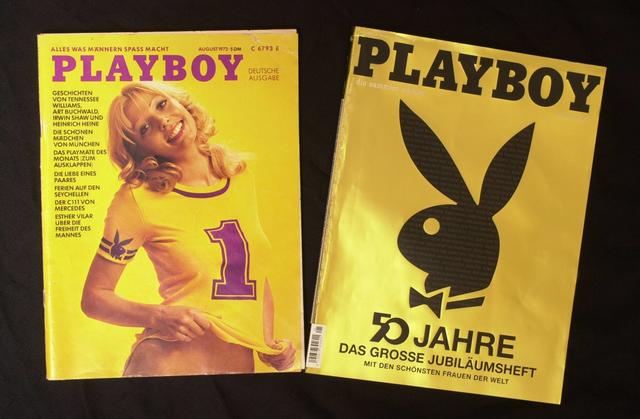 ALLES WAS MÄNNERN SPASS MACHT
AUGUST 1972 · 5 DM
C 6793 E
PLAYBOY
DEUTSCHE
AUSGABE
GESCHICHTEN
VON TENNESSEE
WILLIAMS,
ART BUCHWALD,
IRWIN SHAW UND
HEINRICH HEINE
DIE SCHÖNEN
MÄDCHEN
VON MÜNCHEN
DAS PLAYMATE DES
MONATS (ZUM
AUSKLAPPEN)
DIE LIEBE EINES
PAARES
FERIEN AUF DEN
SEYCHELLEN
DER C 111 VON
MERCEDES
ESTHER VILAR
ÜBER DIE
FREIHEIT DES
MANNES
1
PLAYBOY
50 JAHRE
DAS GROSSE JUBILÄUMSHEFT
MIT DEN SCHÖNSTEN FRAUEN DER WELT